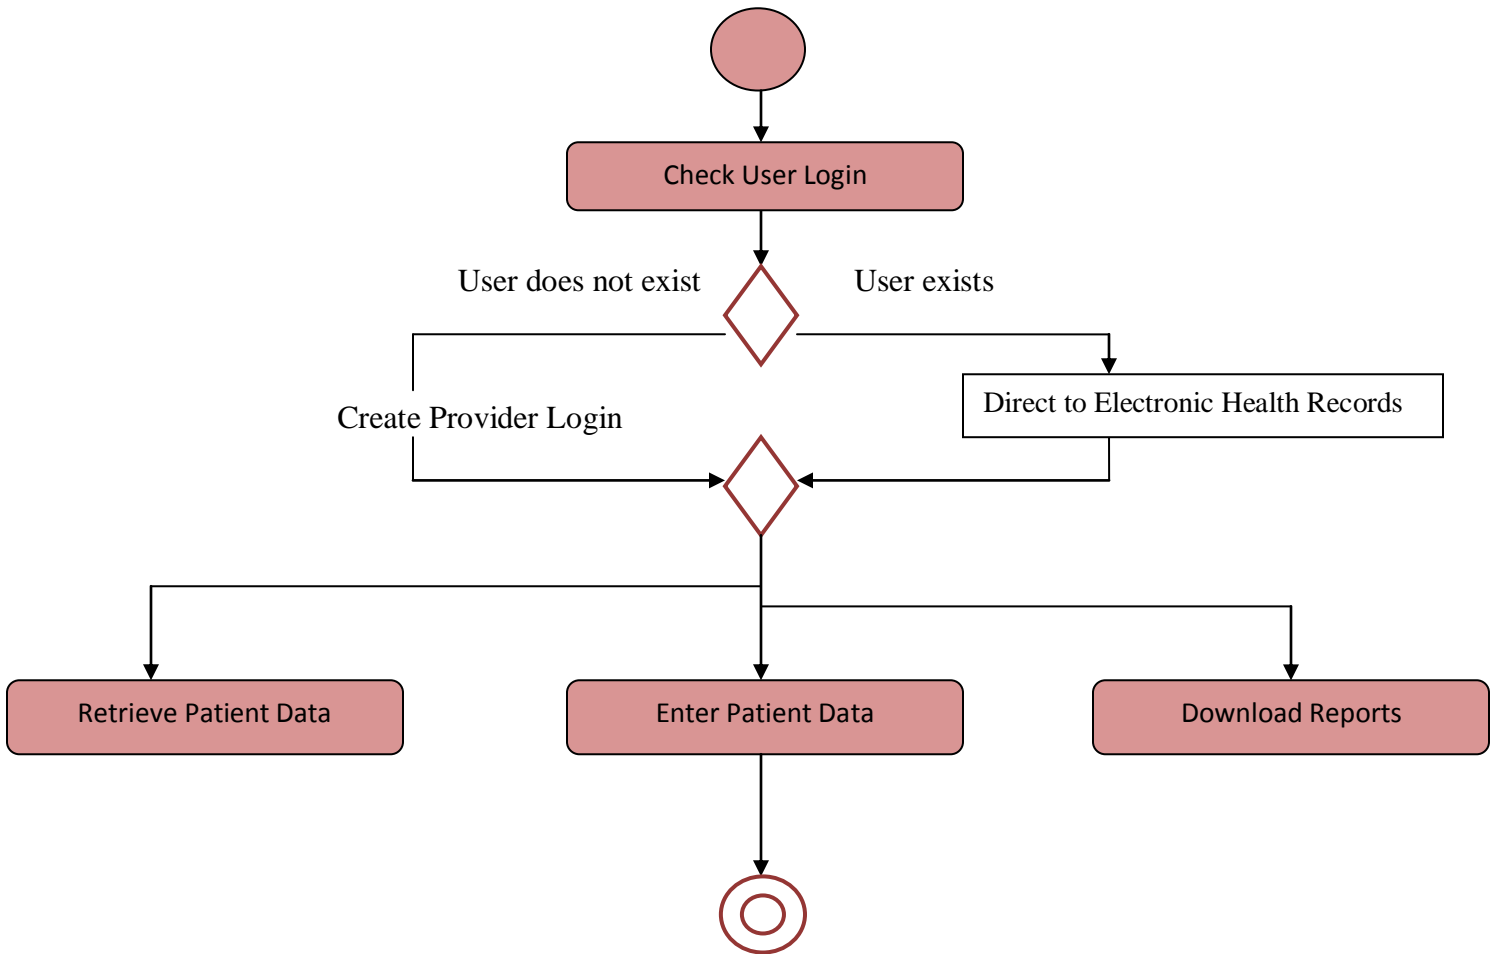 Check User Login
User does not exist
User exists
Direct to Electronic Health Records
Create Provider Login
Retrieve Patient Data
Enter Patient Data
Download Reports